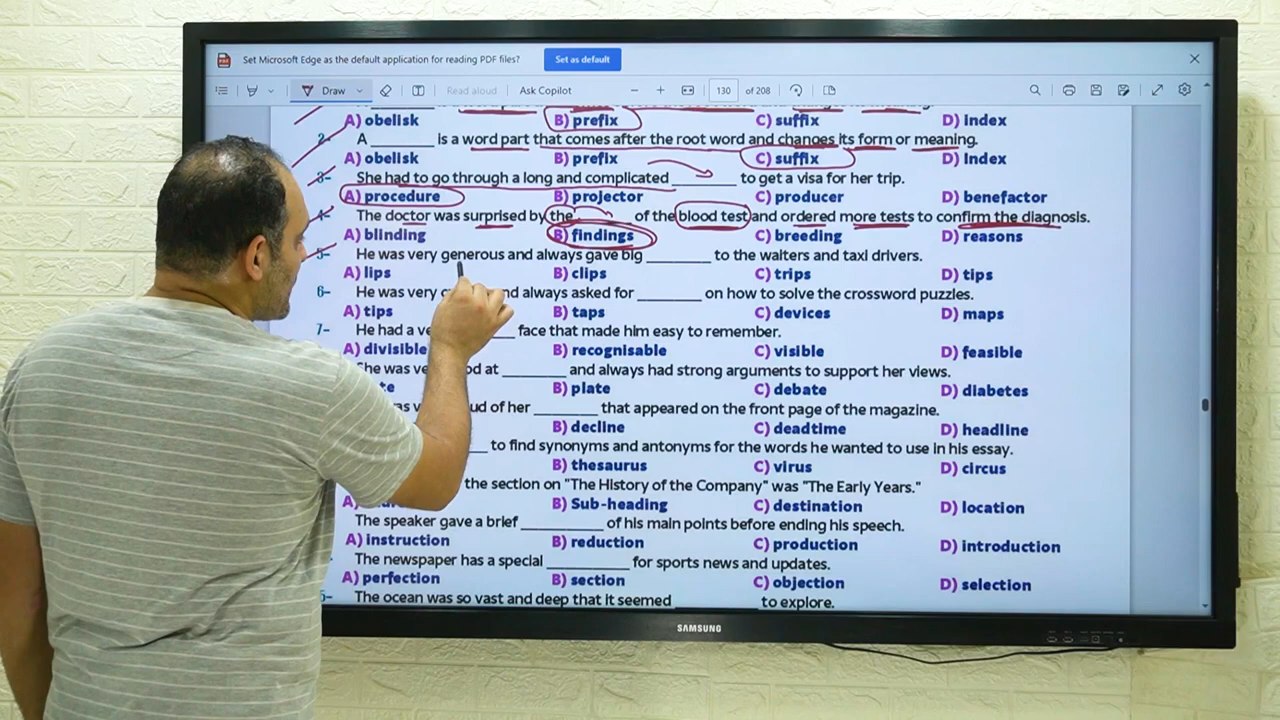 Set Microsoft Edge as the default application for reading PDF files? Set as default
Draw Read aloud Ask Copilot 130 of 208
A) obelisk B) prefix C) suffix D) index
2- A ________ is a word part that comes after the root word and changes its form or meaning.
A) obelisk B) prefix C) suffix D) index
3- She had to go through a long and complicated ________ to get a visa for her trip.
A) procedure B) projector C) producer D) benefactor
4- The doctor was surprised by the ________ of the blood test and ordered more tests to confirm the diagnosis.
A) blinding B) findings C) breeding D) reasons
5- He was very generous and always gave big ________ to the waiters and taxi drivers.
A) lips B) clips C) trips D) tips
6- He was very and always asked for ________ on how to solve the crossword puzzles.
A) tips B) taps C) devices D) maps
7- He had a ________ face that made him easy to remember.
A) divisible B) recognisable C) visible D) feasible
She was at ________ and always had strong arguments to support her views.
B) plate C) debate D) diabetes
of her ________ that appeared on the front page of the magazine.
B) decline C) deadtime D) headline
________ to find synonyms and antonyms for the words he wanted to use in his essay.
B) thesaurus C) virus D) circus
the section on "The History of the Company" was "The Early Years."
B) Sub-heading C) destination D) location
The speaker gave a brief __________ of his main points before ending his speech.
A) instruction B) reduction C) production D) introduction
The newspaper has a special __________ for sports news and updates.
A) perfection B) section C) objection D) selection
The ocean was so vast and deep that it seemed __________ to explore.
SAMSUNG